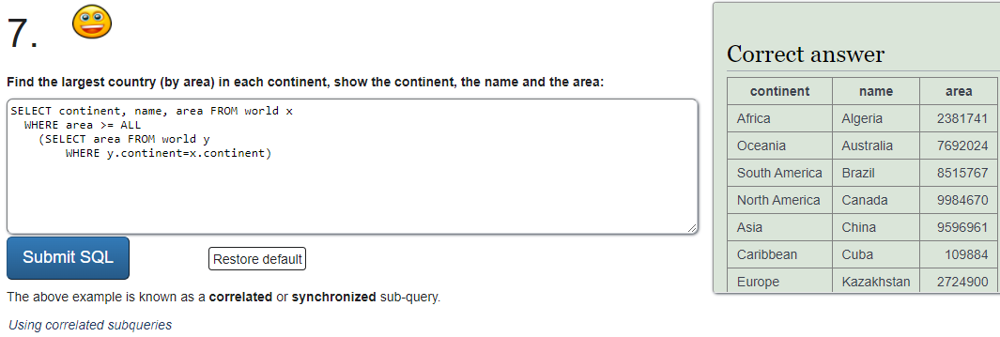 7.
Find the largest country (by area) in each continent, show the continent, the name and the area:
SELECT continent, name, area FROM world x
WHERE area >= ALL
(SELECT area FROM world y
WHERE y.continent=x.continent)
Submit SQL
Restore default
The above example is known as a correlated or synchronized sub-query.
Using correlated subqueries
Correct answer
continent name area
Africa Algeria 2381741
Oceania Australia 7692024
South America Brazil 8515767
North America Canada 9984670
Asia China 9596961
Caribbean Cuba 109884
Europe Kazakhstan 2724900